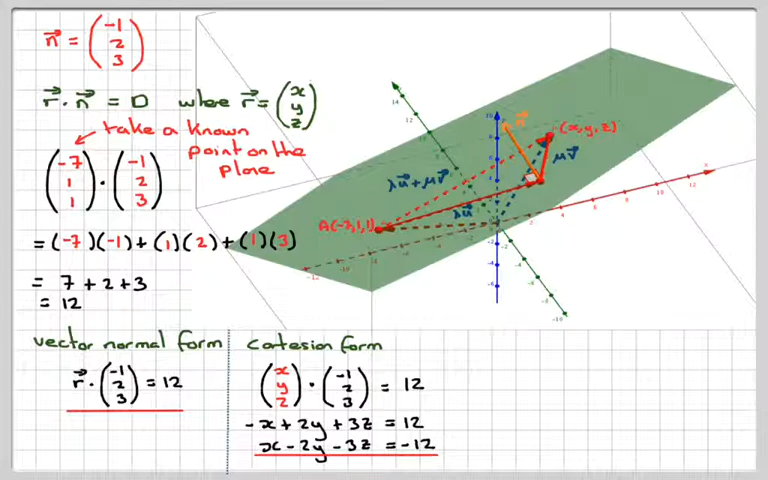 n⃗ = (-1 2 3)
r⃗ · n⃗ = D where r⃗ = (x y z)
take a known
point on the
plane
(-7 1 1) · (-1 2 3)
= (-7)(-1) + (1)(2) + (1)(3)
= 7 + 2 + 3
= 12
vector normal form
r⃗ · (-1 2 3) = 12
cartesian form
(x y z) · (-1 2 3) = 12
-x + 2y + 3z = 12
x - 2y - 3z = -12
n⃗
(x, y, z)
μv⃗
λu⃗ + μv⃗
λu⃗
A(-7,1,1)